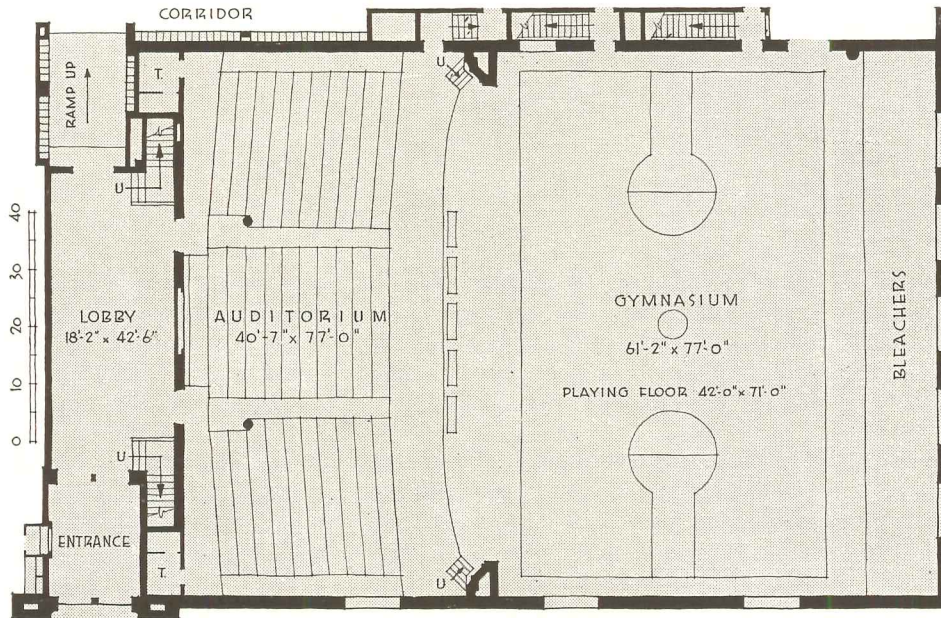 CORRIDOR
RAMP UP
T.
U
U
40
30
20
10
0
LOBBY
18'-2" x 42'-6"
AUDITORIUM
40'-7" x 77'-0"
GYMNASIUM
61'-2" x 77'-0"
PLAYING FLOOR 42'-0" x 71'-0"
BLEACHERS
U
ENTRANCE
T.
U